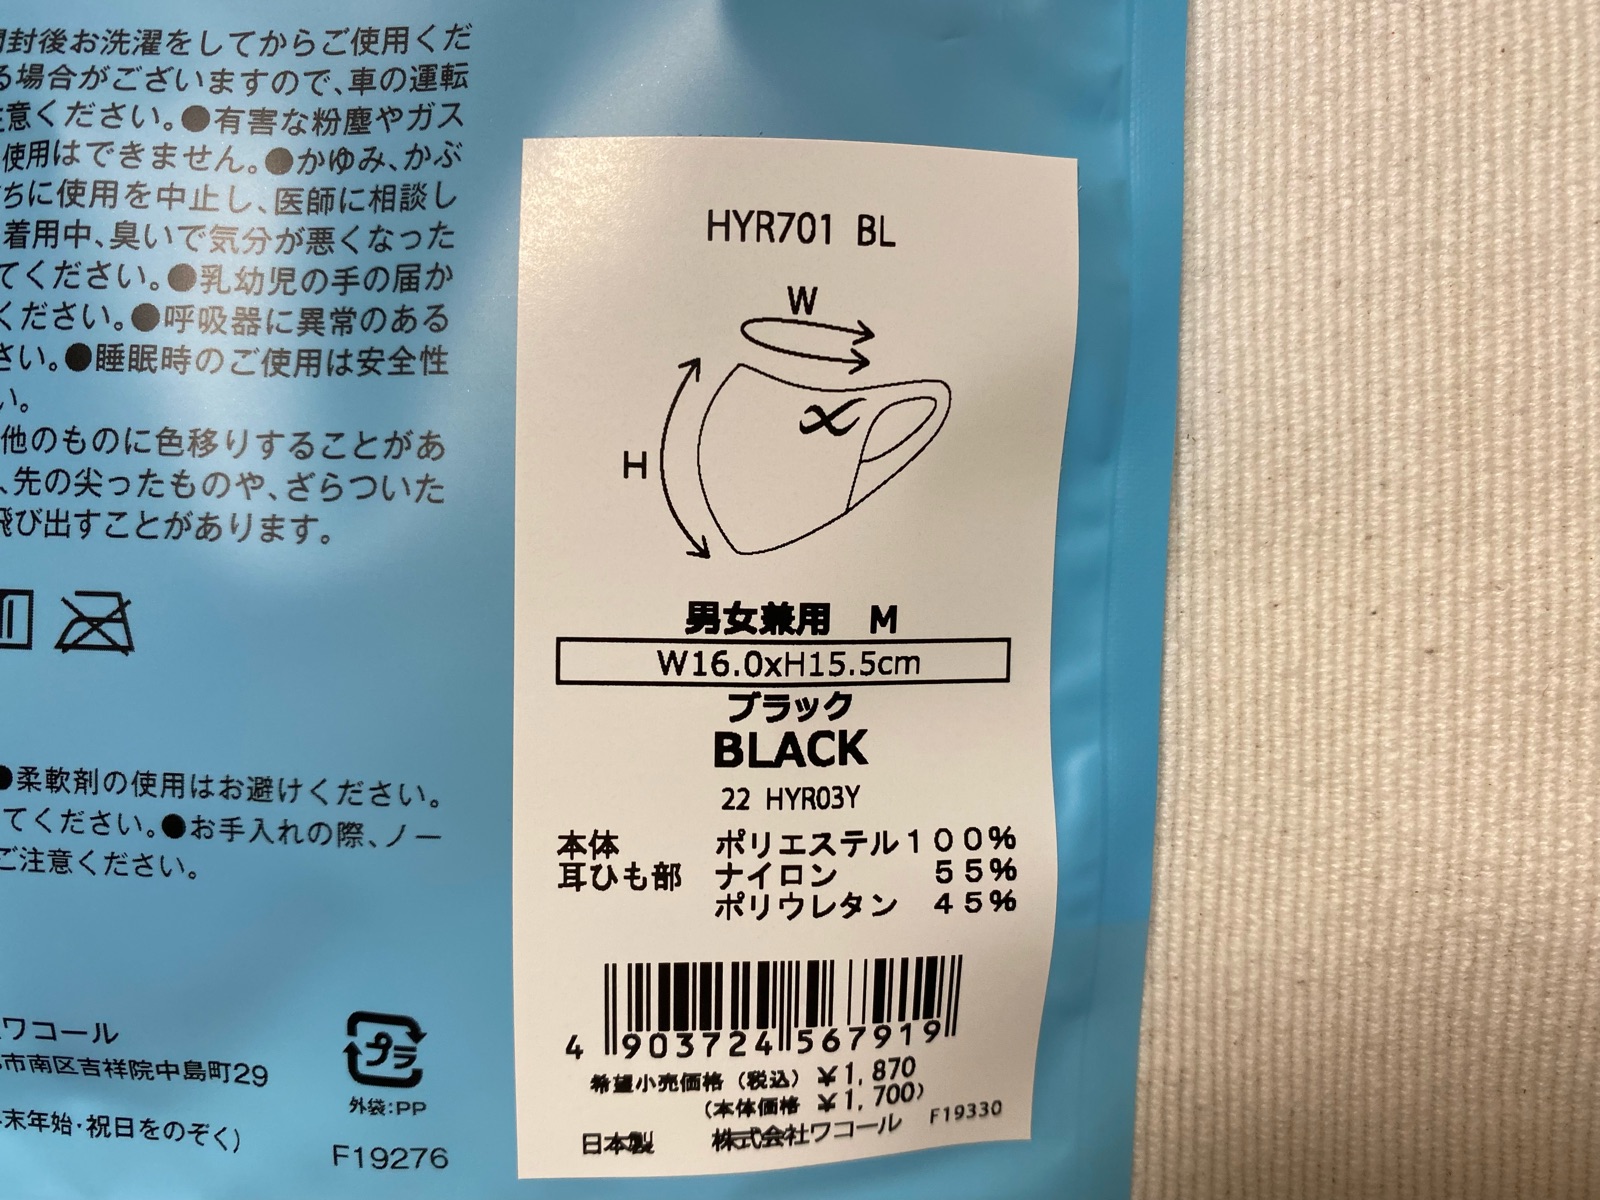 開封後お洗濯をしてからご使用くだ
る場合がございますので、車の運転
注意ください。●有害な粉塵やガス
使用はできません。●かゆみ、かぶ
ちに使用を中止し、医師に相談し
着用中、臭いで気分が悪くなった
てください。●乳幼児の手の届か
ください。●呼吸器に異常のある
さい。●睡眠時のご使用は安全性
い。
他のものに色移りすることがあ
、先の尖ったものや、ざらついた
飛び出すことがあります。
●柔軟剤の使用はお避けください。
てください。●お手入れの際、ノー
ご注意ください。
ワコール
市南区吉祥院中島町29
末年始・祝日をのぞく)
プラ
外袋:PP
F19276
HYR701 BL
W
H
男女兼用 M
W16.0xH15.5cm
ブラック
BLACK
22 HYR03Y
本体 ポリエステル100%
耳ひも部 ナイロン 55%
ポリウレタン 45%
4 903724 567919
希望小売価格(税込)¥1,870
(本体価格 ¥1,700)
日本製 株式会社ワコール F19330